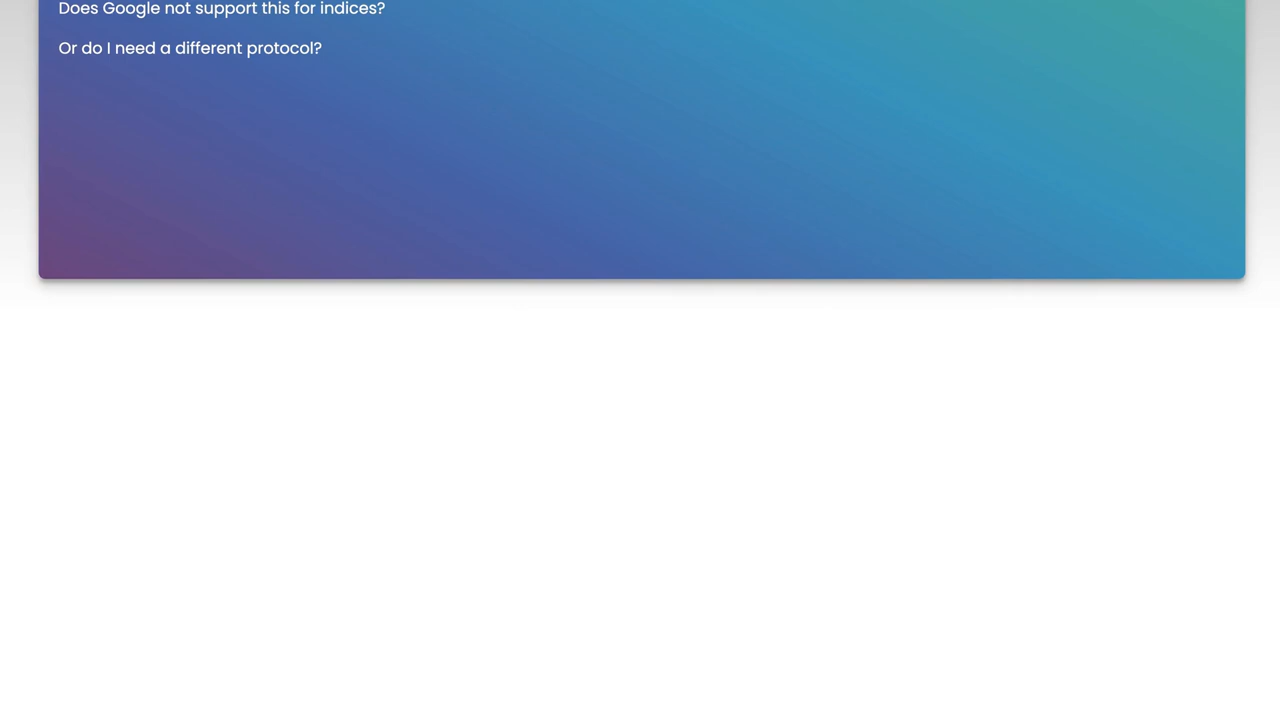 Does Google not support this for indices?
Or do I need a different protocol?